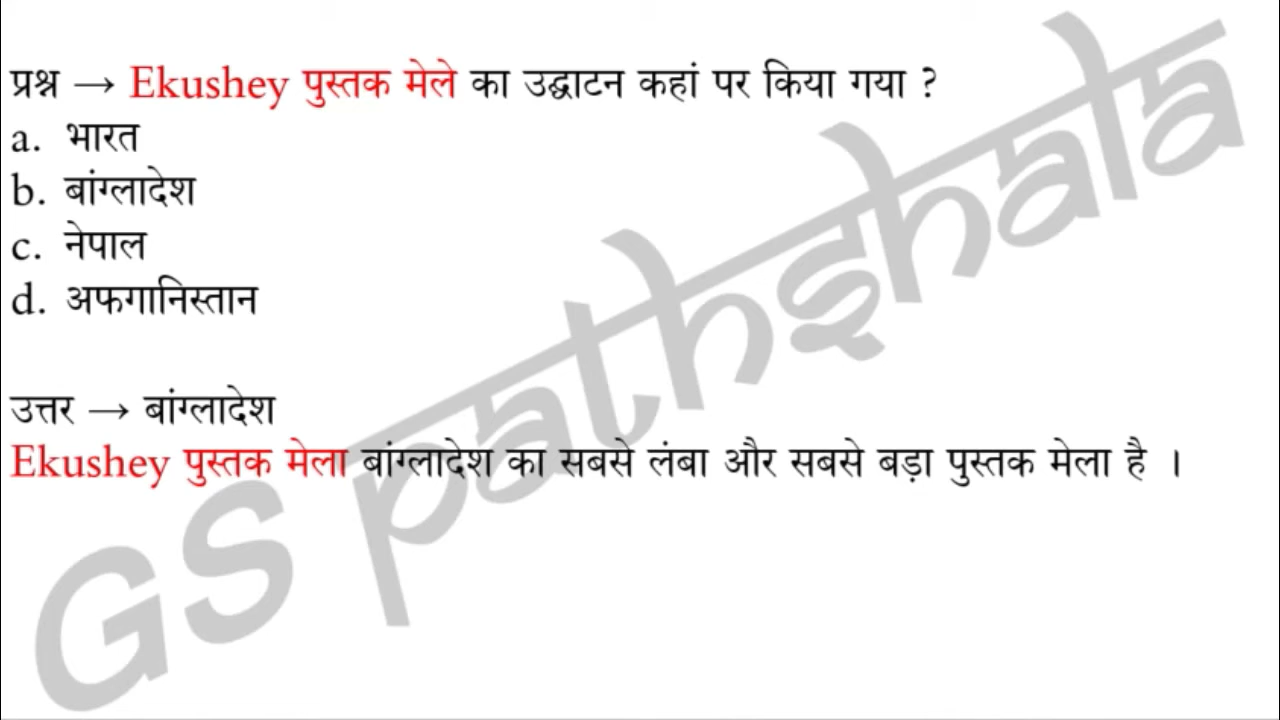 प्रश्न → Ekushey पुस्तक मेले का उद्घाटन कहां पर किया गया ?
a. भारत
b. बांग्लादेश
c. नेपाल
d. अफगानिस्तान
उत्तर → बांग्लादेश
Ekushey पुस्तक मेला बांग्लादेश का सबसे लंबा और सबसे बड़ा पुस्तक मेला है ।
GS pathshala